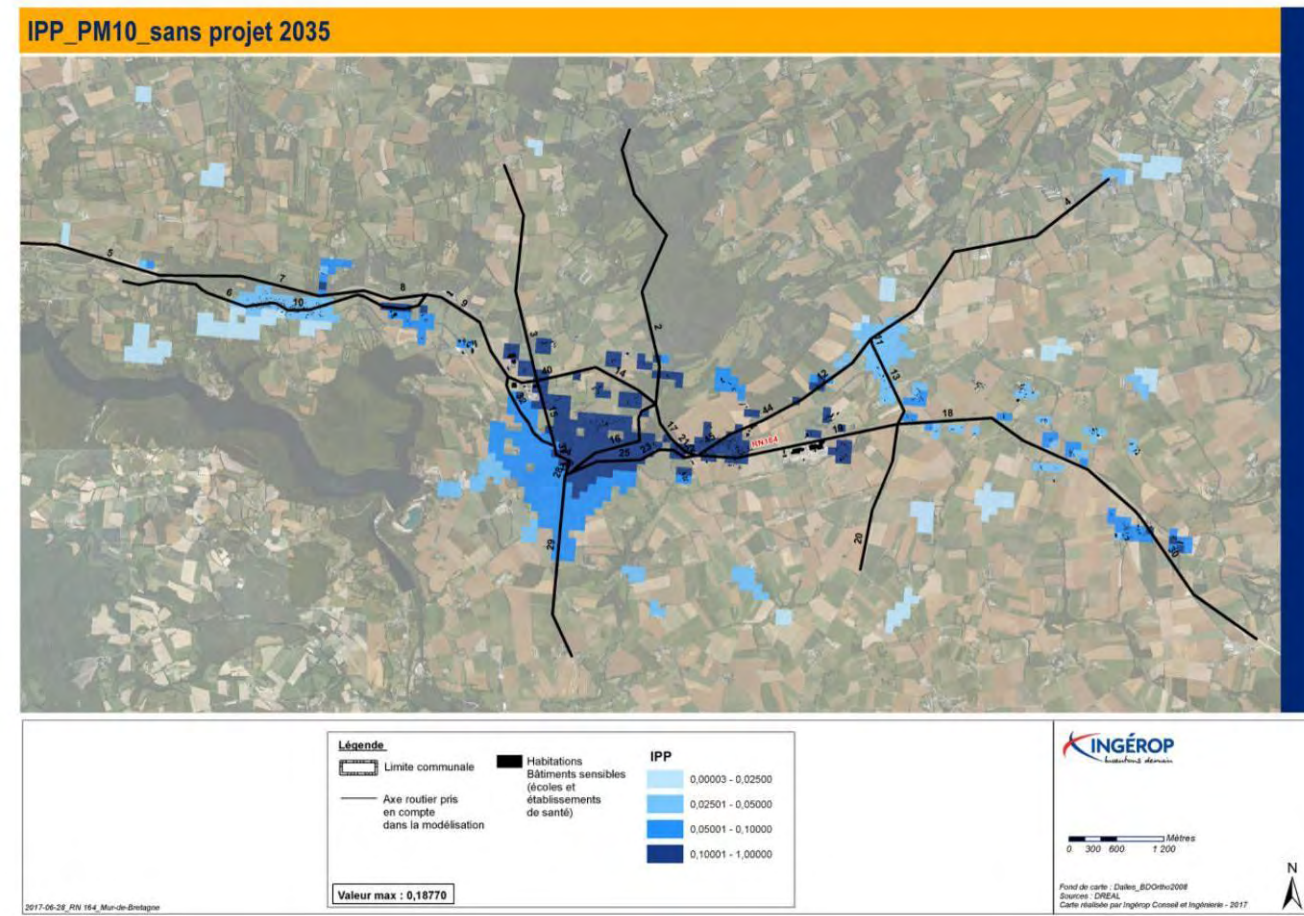 IPP_PM10_sans projet 2035
5
7
6
10
8
1
9
3
2
4
40
14
15
16
25
23
17
44
12
RN164
1
19
13
18
20
29
30
Légende
Limite communale
Axe routier pris
en compte
dans la modélisation
Habitations
Bâtiments sensibles
(écoles et
établissements
de santé)
IPP
0,00003 - 0,02500
0,02501 - 0,05000
0,05001 - 0,10000
0,10001 - 1,00000
Valeur max : 0,18770
2017-06-28_RN 164_Mur-de-Bretagne
INGÉROP
Inventons demain
Mètres
0 300 600 1 200
N
Fond de carte : Dalles_BDOrtho2008
Sources : DREAL
Carte réalisée par Ingérop Conseil et Ingénierie - 2017